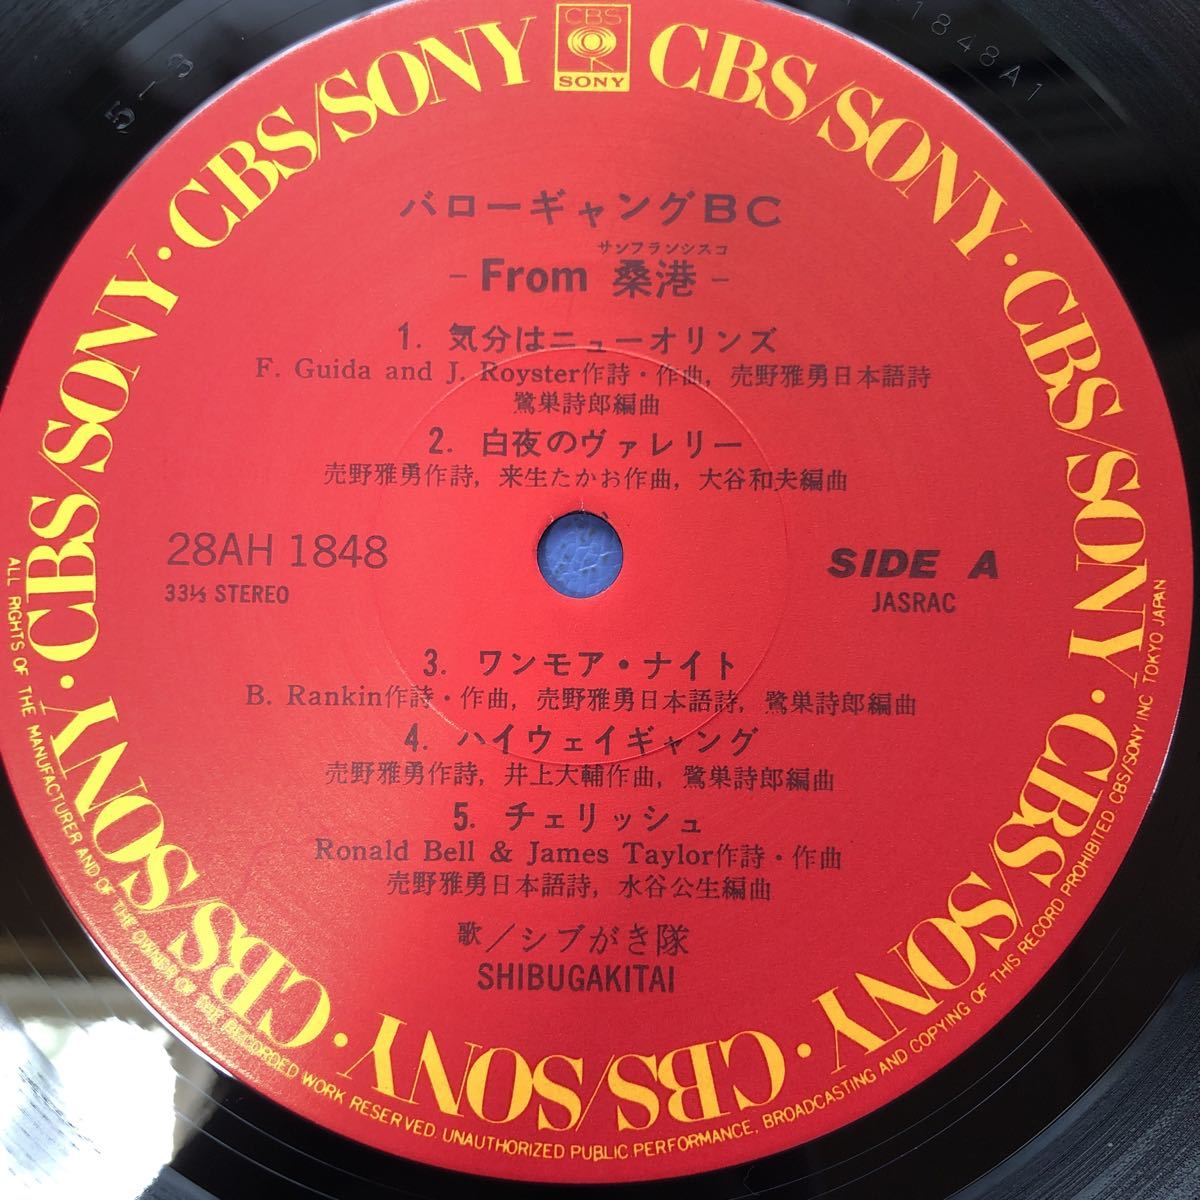 5-3
1848A1
CBS
SONY
CBS/SONY · CBS/SONY · CBS/SONY · CBS/SONY · CBS/SONY · CBS/SONY · CBS/SONY · CBS/SONY · CBS/SONY
バローギャングBC
サンフランシスコ
- From 桑港 -
1. 気分はニューオリンズ
F. Guida and J. Royster作詩・作曲, 売野雅勇日本語詩
鷺巣詩郎編曲
2. 白夜のヴァレリー
売野雅勇作詩, 来生たかお作曲, 大谷和夫編曲
28AH 1848
33⅓ STEREO
SIDE A
JASRAC
3. ワンモア・ナイト
B. Rankin作詩・作曲, 売野雅勇日本語詩, 鷺巣詩郎編曲
4. ハイウェイギャング
売野雅勇作詩, 井上大輔作曲, 鷺巣詩郎編曲
5. チェリッシュ
Ronald Bell & James Taylor作詩・作曲
売野雅勇日本語詩, 水谷公生編曲
歌/シブがき隊
SHIBUGAKITAI
ALL RIGHTS OF THE MANUFACTURER AND OF THE OWNER OF THE RECORDED WORK RESERVED. UNAUTHORIZED PUBLIC PERFORMANCE, BROADCASTING AND COPYING OF THIS RECORD PROHIBITED. CBS/SONY INC. TOKYO JAPAN